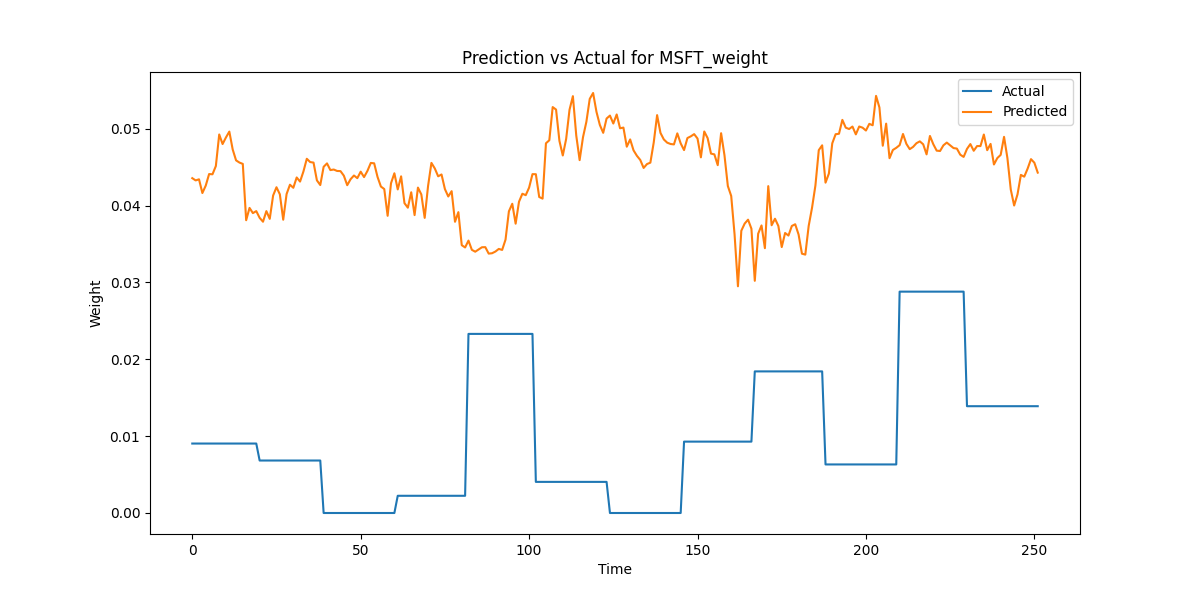 Prediction vs Actual for MSFT_weight
Actual
Predicted
0.05
0.04
0.03
0.02
0.01
0.00
Weight
0 50 100 150 200 250
Time